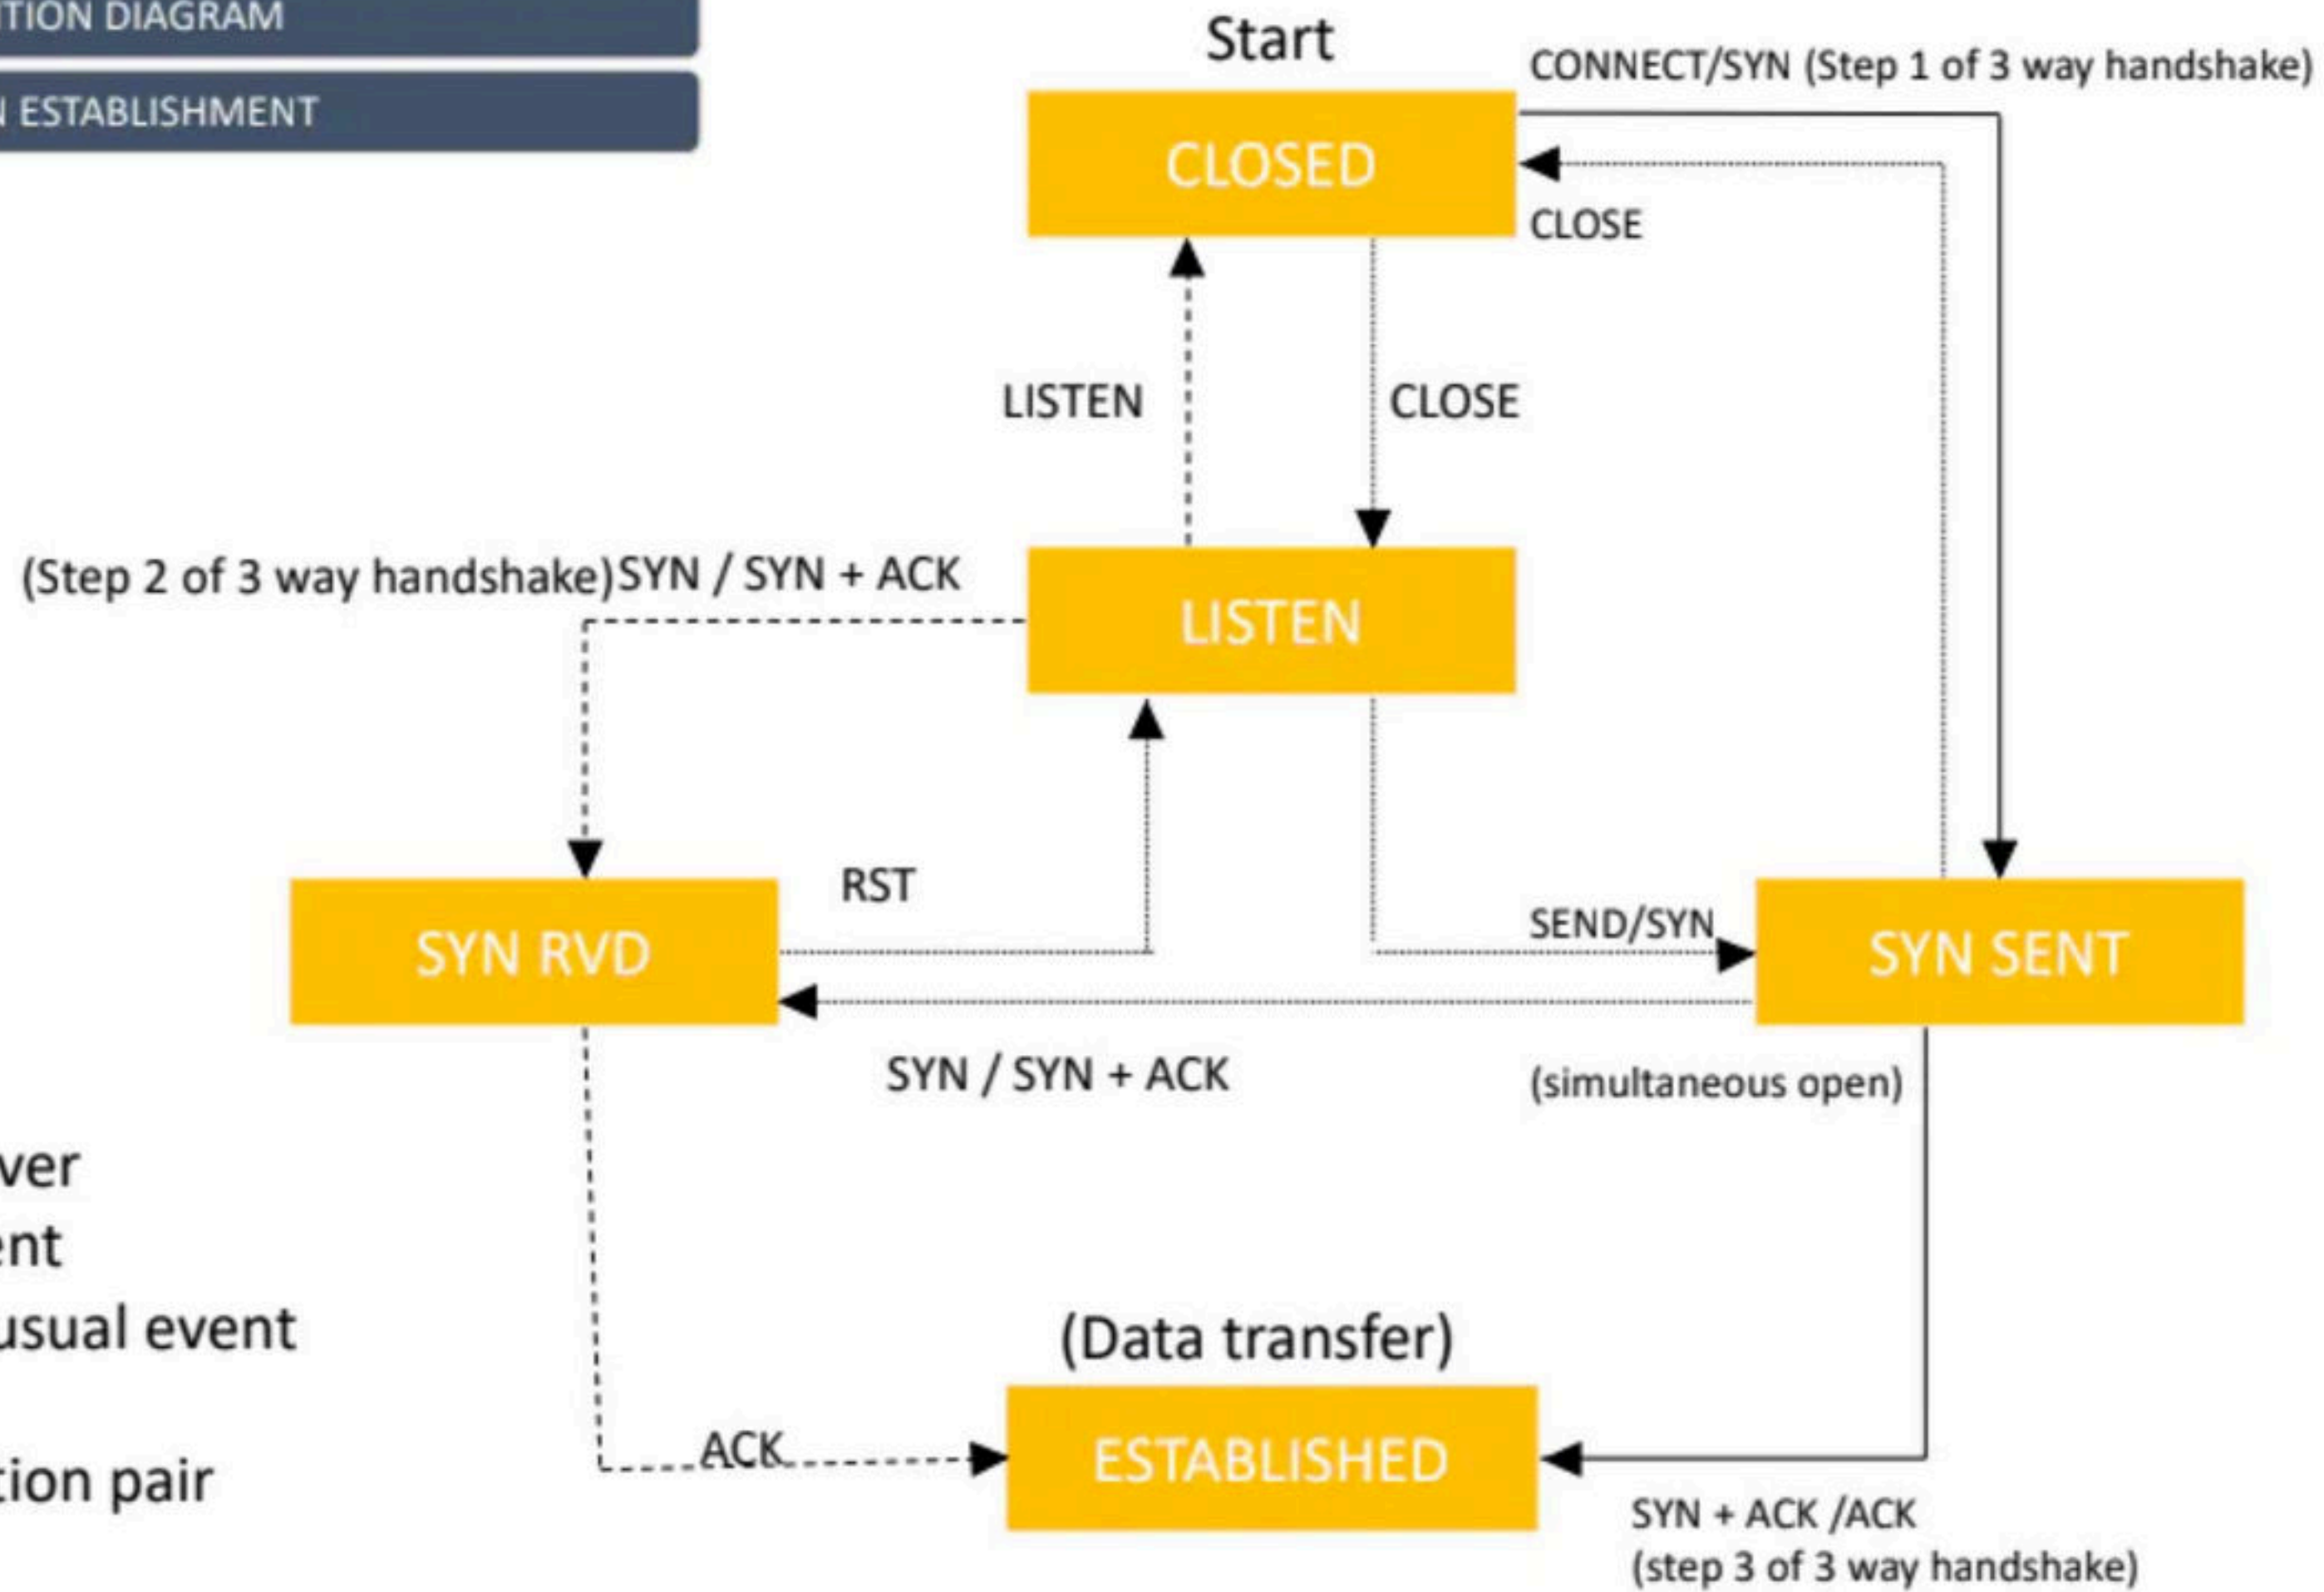 TION DIAGRAM
N ESTABLISHMENT
Start
CONNECT/SYN (Step 1 of 3 way handshake)
CLOSED
CLOSE
LISTEN
CLOSE
(Step 2 of 3 way handshake) SYN / SYN + ACK
LISTEN
RST
SEND/SYN
SYN RVD
SYN SENT
SYN / SYN + ACK
(simultaneous open)
ver
ent
usual event
(Data transfer)
ACK
ESTABLISHED
tion pair
SYN + ACK /ACK
(step 3 of 3 way handshake)